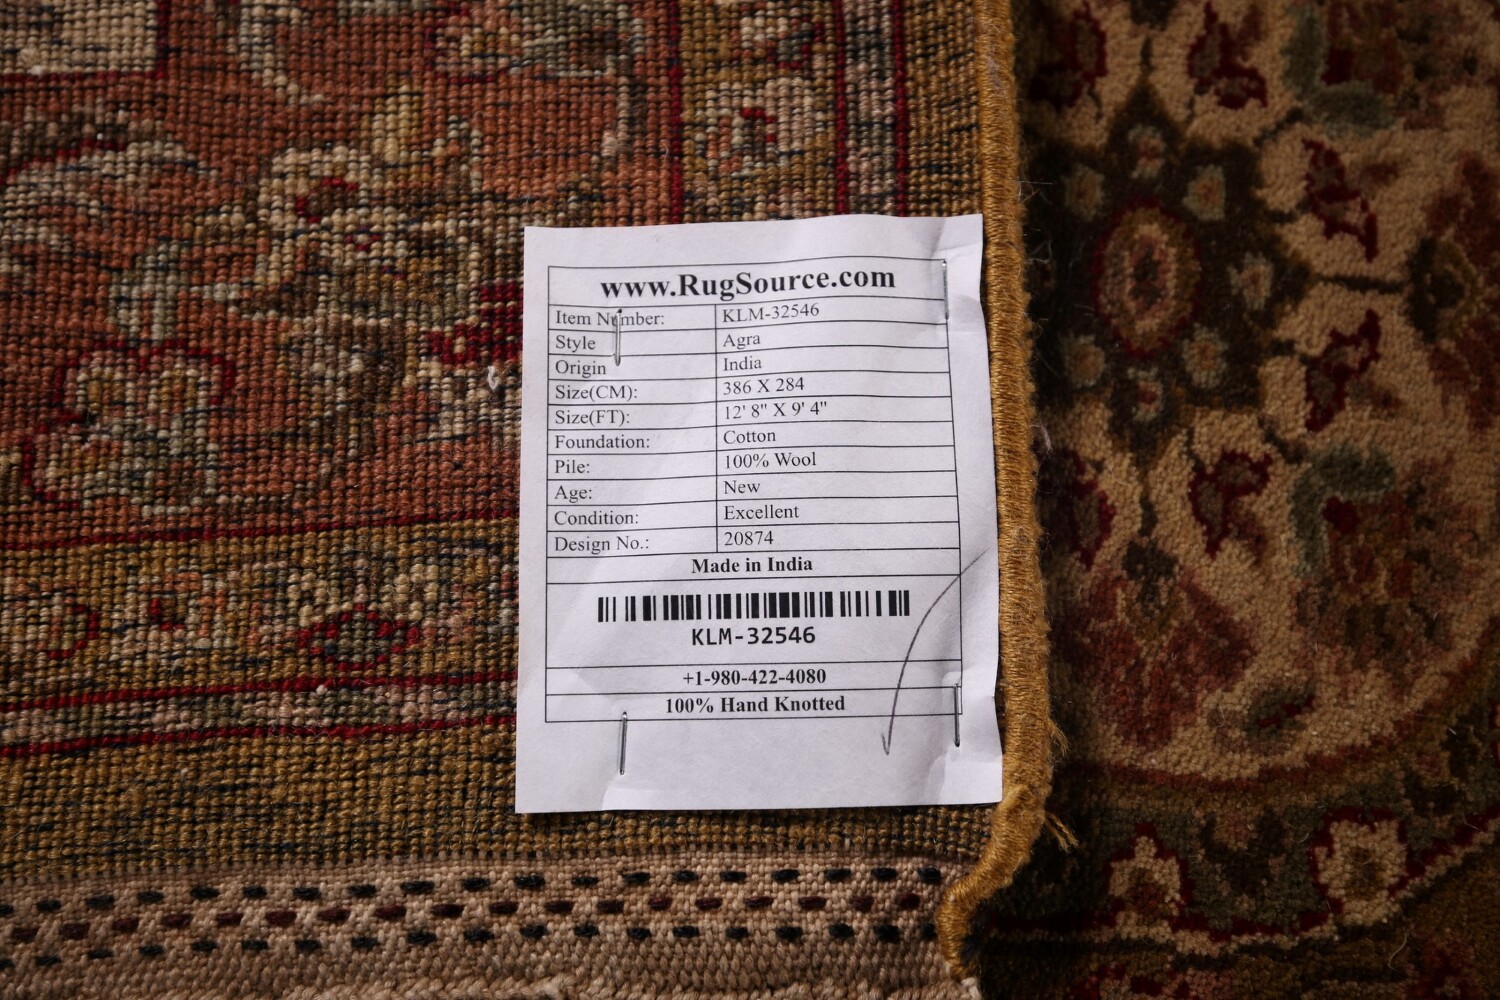 www.RugSource.com
Item Number: KLM-32546
Style Agra
Origin India
Size(CM): 386 X 284
Size(FT): 12' 8" X 9' 4"
Foundation: Cotton
Pile: 100% Wool
Age: New
Condition: Excellent
Design No.: 20874
Made in India
KLM-32546
+1-980-422-4080
100% Hand Knotted